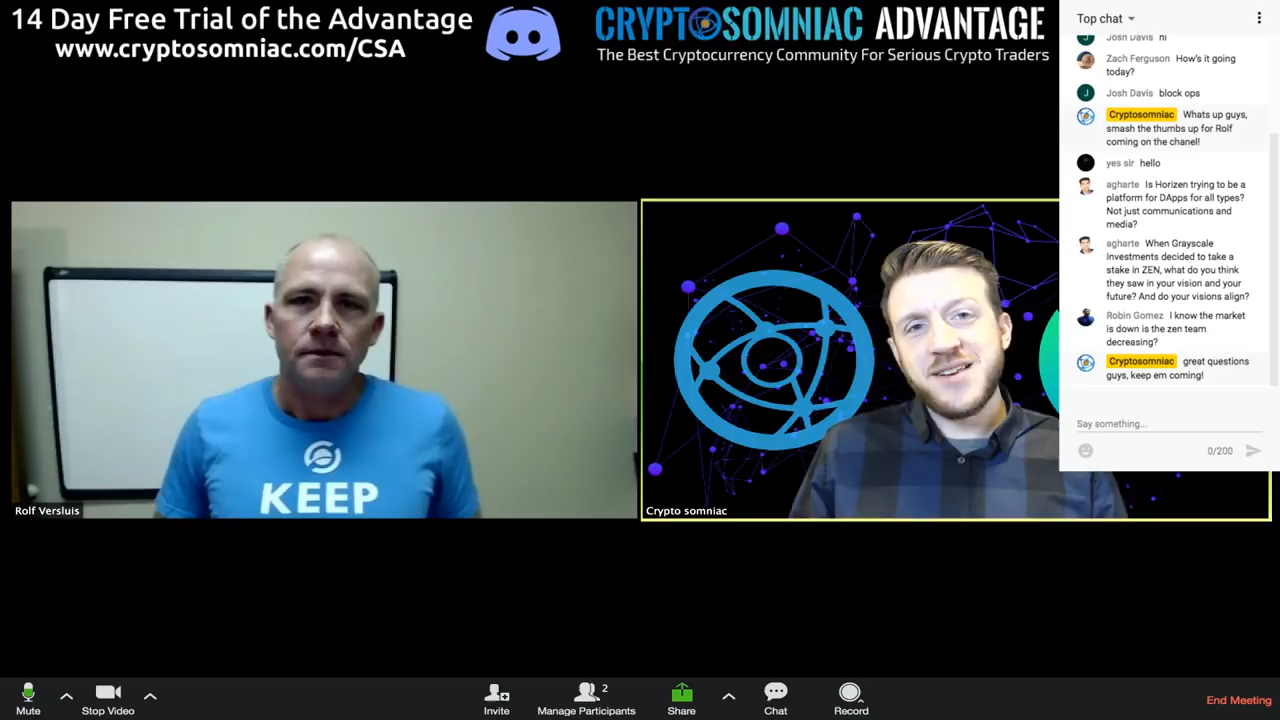 14 Day Free Trial of the Advantage
www.cryptosomniac.com/CSA
CRYPTOSOMNIAC ADVANTAGE
The Best Cryptocurrency Community For Serious Crypto Traders
Top chat
Josh Davis hi
Zach Ferguson How's it going
today?
J
Josh Davis block ops
Cryptosomniac Whats up guys,
smash the thumbs up for Rolf
coming on the chanel!
yes sir hello
agharte Is Horizen trying to be a
platform for DApps for all types?
Not just communications and
media?
agharte When Grayscale
Investments decided to take a
stake in ZEN, what do you think
they saw in your vision and your
future? And do your visions align?
Robin Gomez I know the market
is down is the zen team
decreasing?
Cryptosomniac great questions
guys, keep em coming!
Say something...
0/200
KEEP
Rolf Versluis
Crypto somniac
Mute
Stop Video
Invite
2
Manage Participants
Share
Chat
Record
End Meeting